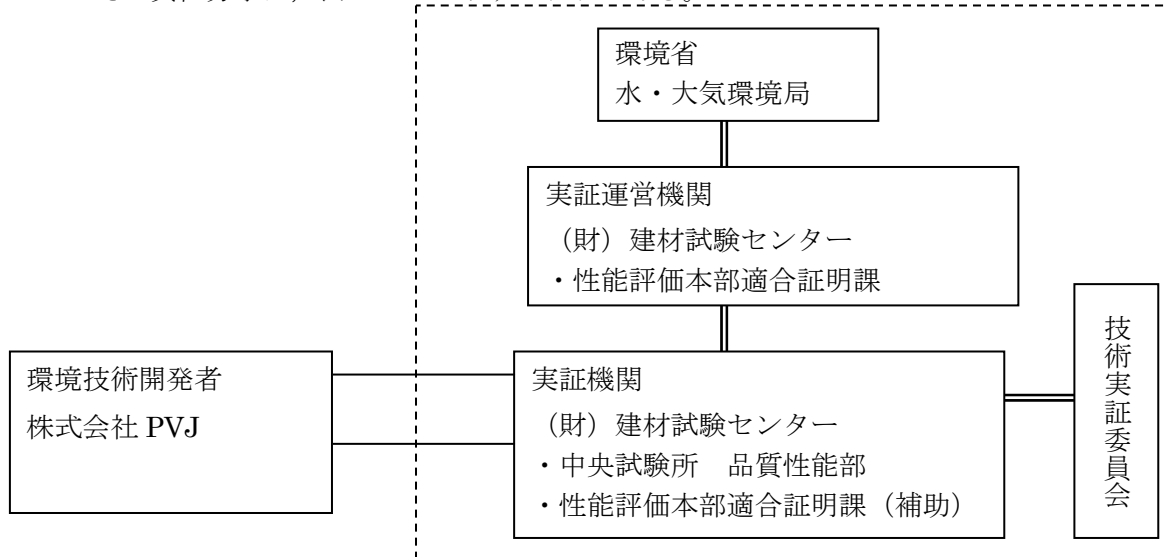 環境省
水・大気環境局
実証運営機関
（財）建材試験センター
・性能評価本部適合証明課
技術実証委員会
環境技術開発者
株式会社 PVJ
実証機関
（財）建材試験センター
・中央試験所　品質性能部
・性能評価本部適合証明課（補助）